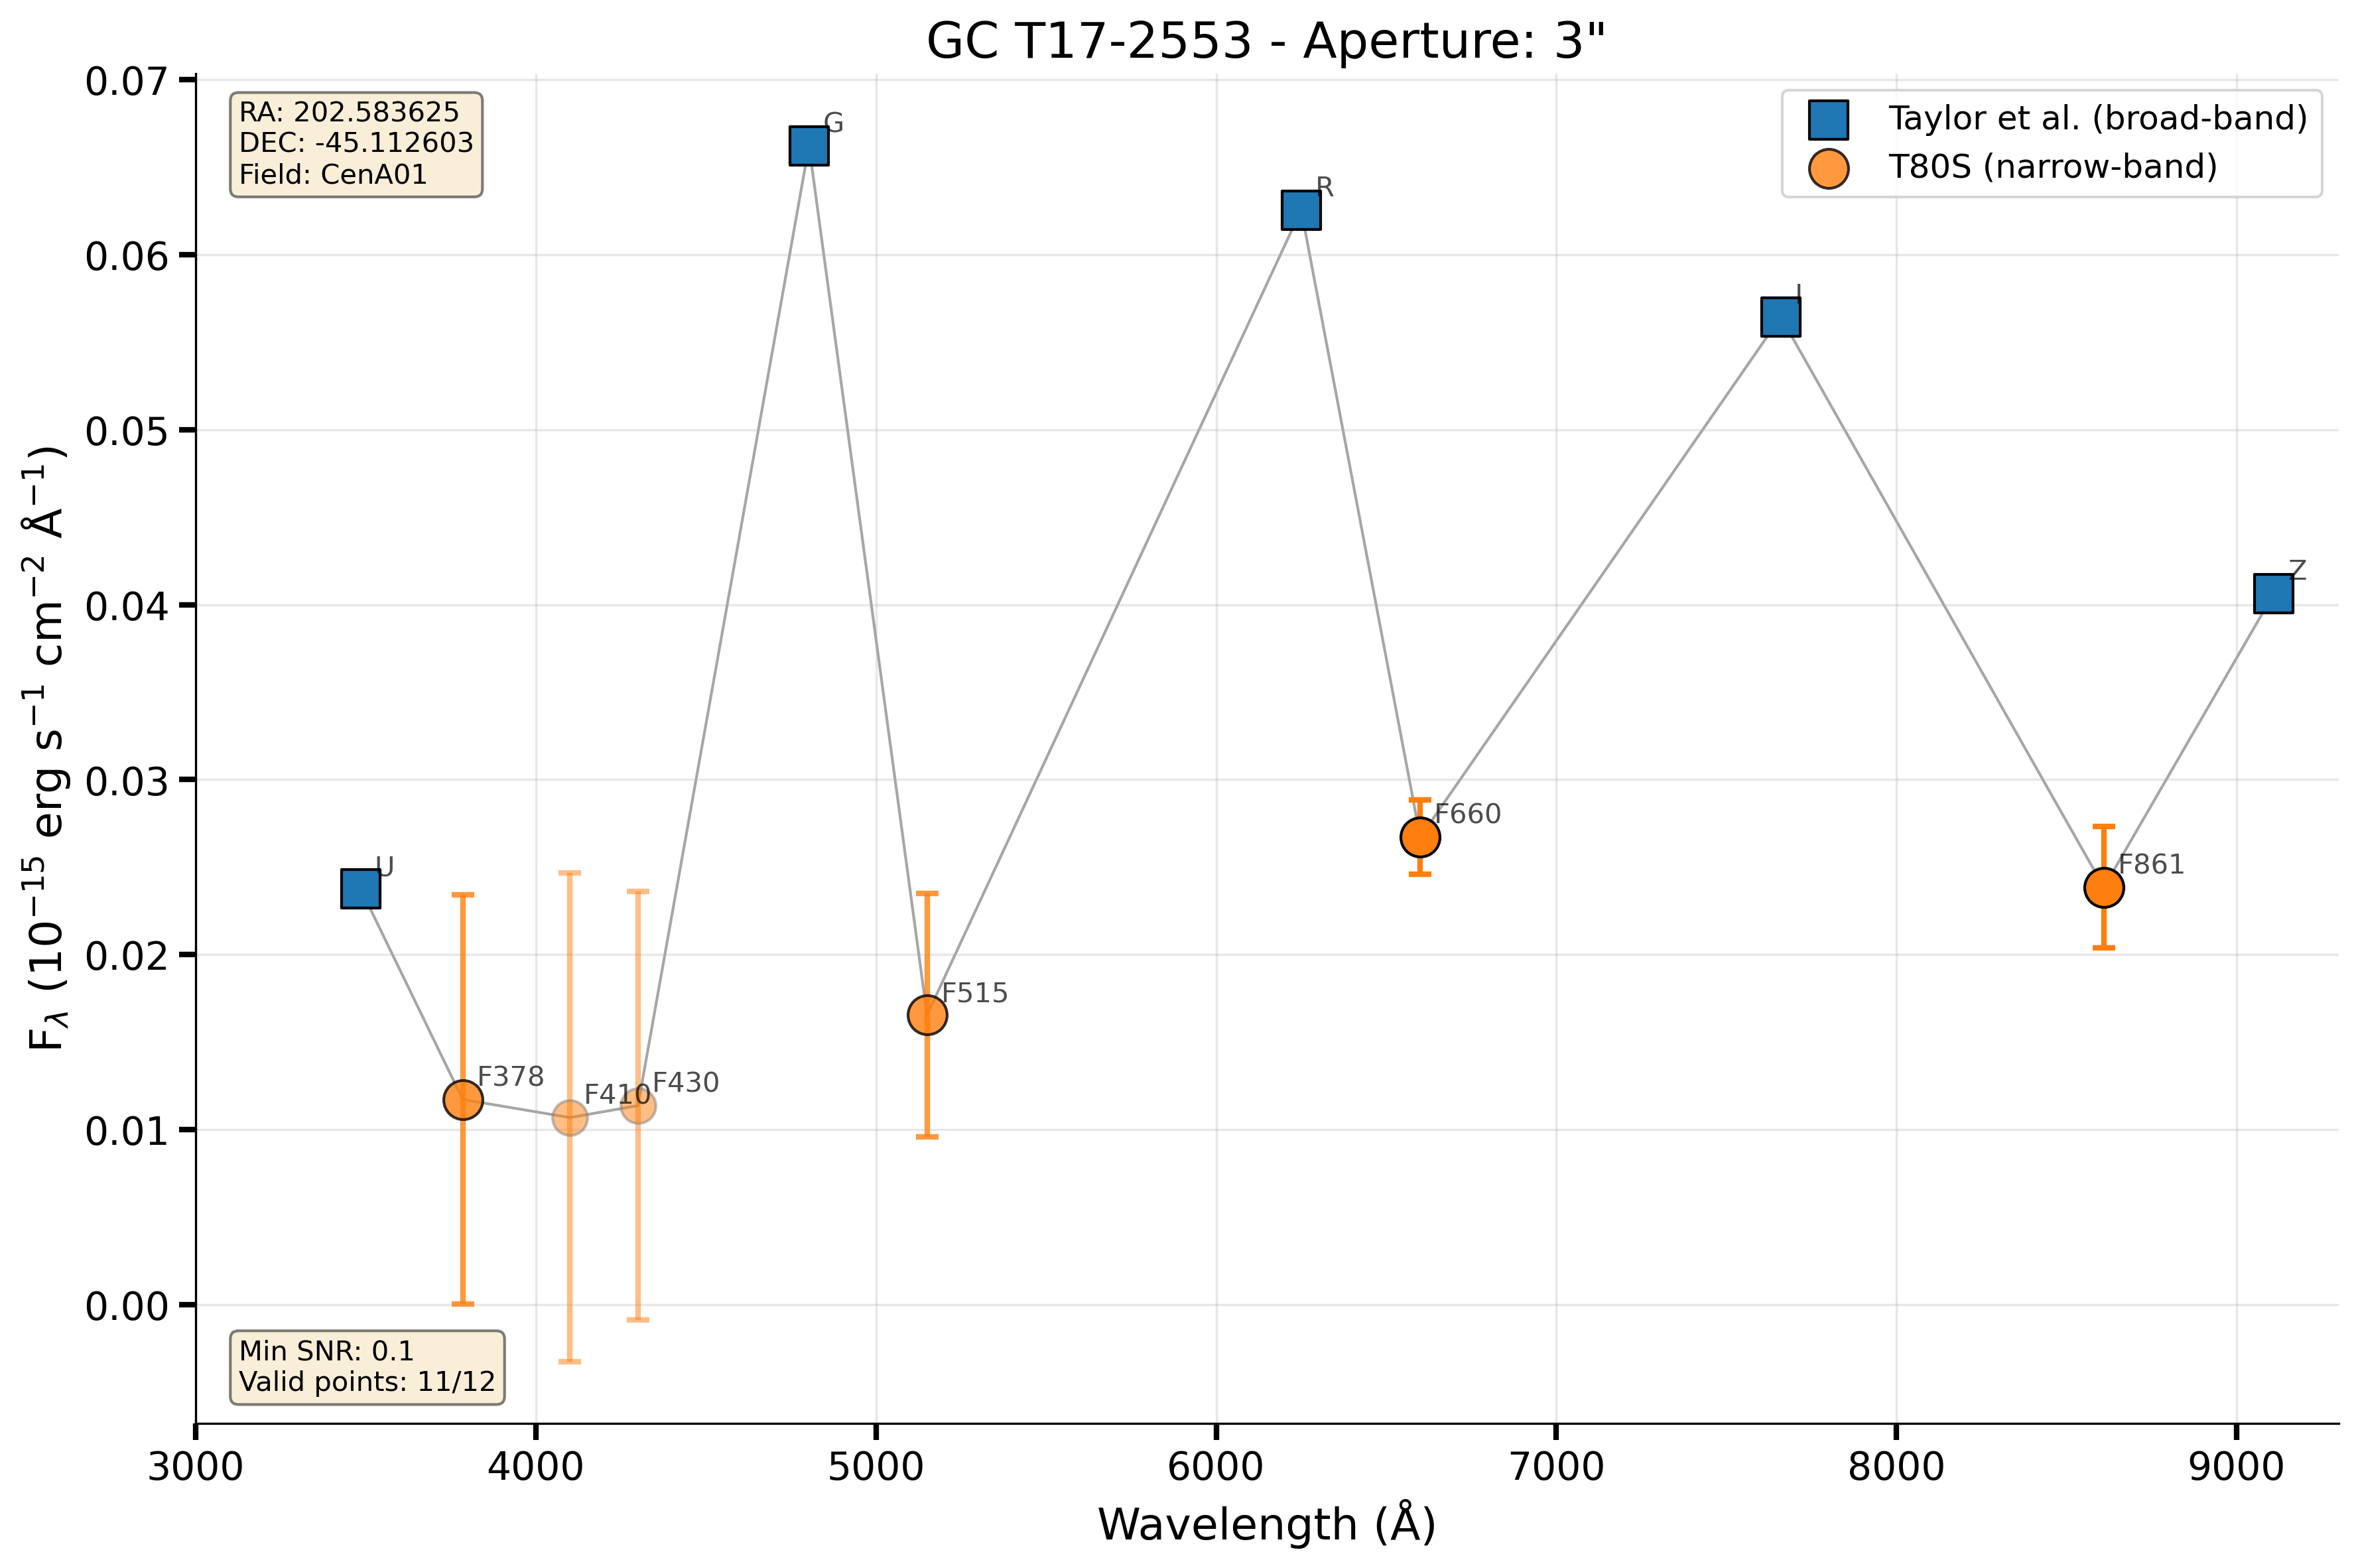 GC T17-2553 - Aperture: 3"
RA: 202.583625
DEC: -45.112603
Field: CenA01
Taylor et al. (broad-band)
T80S (narrow-band)
0.07
0.06
0.05
0.04
0.03
0.02
0.01
0.00
F_λ (10⁻¹⁵ erg s⁻¹ cm⁻² Å⁻¹)
U
F378
F410
F430
G
F515
R
F660
I
F861
Z
Min SNR: 0.1
Valid points: 11/12
3000 4000 5000 6000 7000 8000 9000
Wavelength (Å)